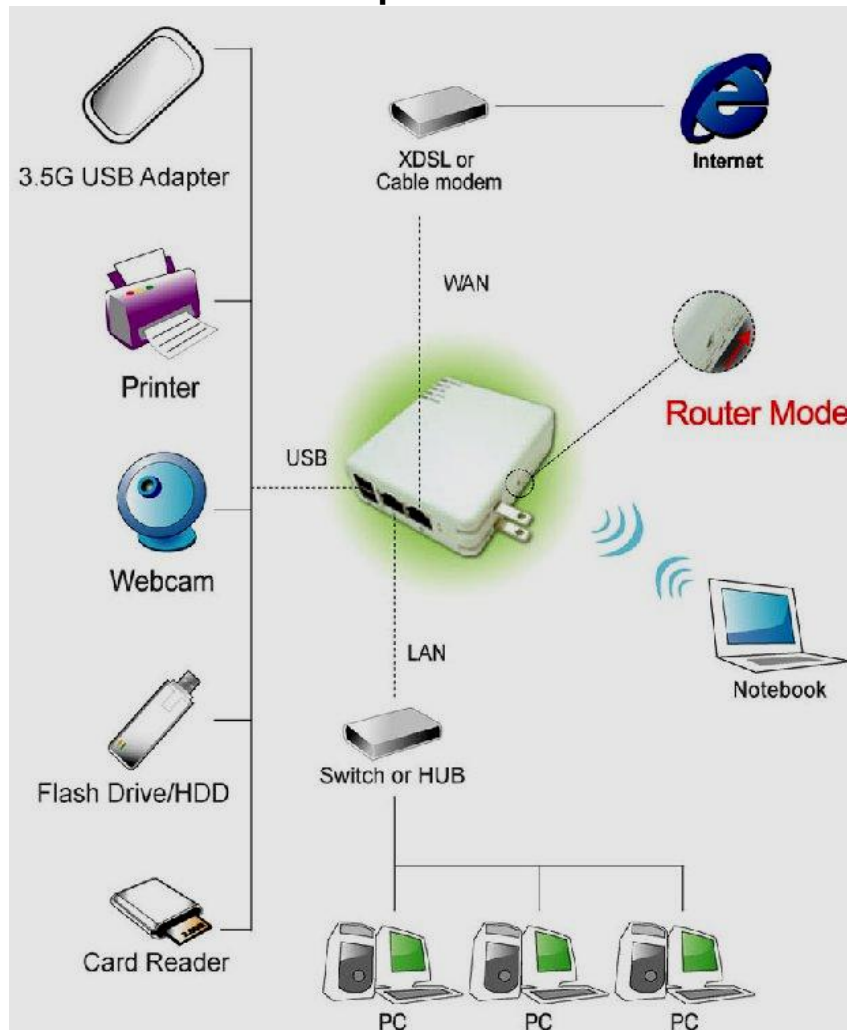 3.5G USB Adapter
XDSL or
Cable modem
Internet
WAN
Printer
Router Mode
USB
Webcam
LAN
Notebook
Switch or HUB
Flash Drive/HDD
Card Reader
PC
PC
PC